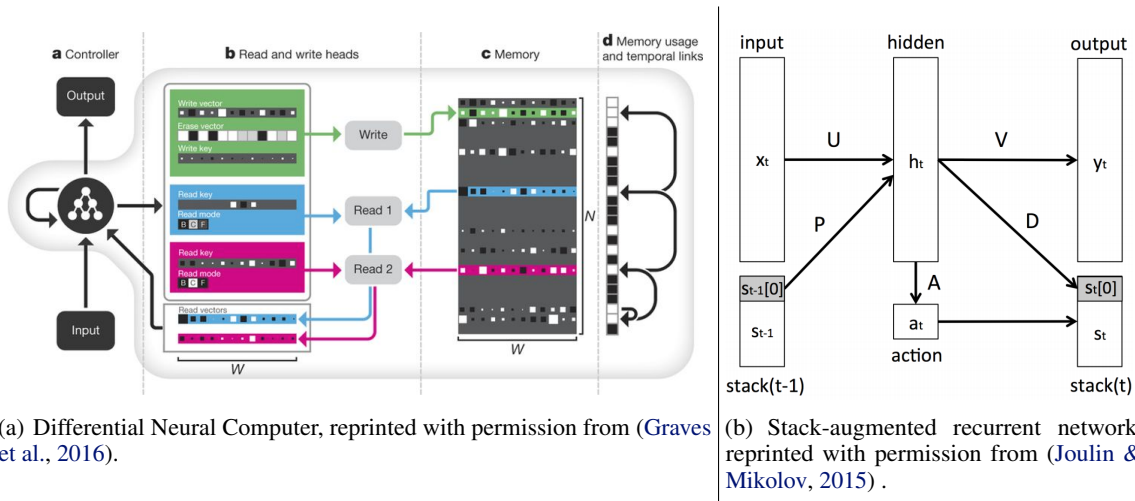 a Controller
b Read and write heads
c Memory
d Memory usage
and temporal links
Output
Input
Write vector
Erase vector
Write key
Write
Read key
Read mode
B C F
Read 1
Read key
Read mode
B C F
Read 2
Read vectors
W
N
W
(a) Differential Neural Computer, reprinted with permission from (Graves
et al., 2016).
input
hidden
output
xt
U
ht
V
yt
P
D
st-1[0]
A
st[0]
st-1
at
st
action
stack(t-1)
stack(t)
(b) Stack-augmented recurrent network
reprinted with permission from (Joulin &
Mikolov, 2015) .